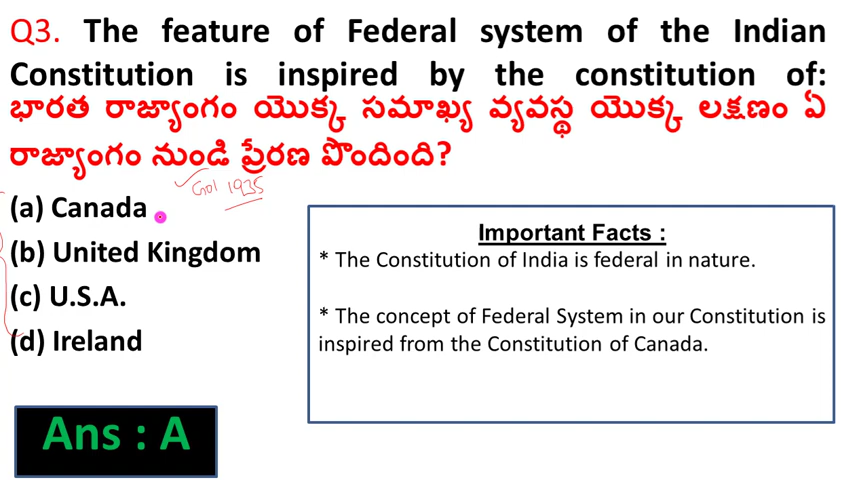 Q3. The feature of Federal system of the Indian
Constitution is inspired by the constitution of:
భారత రాజ్యాంగం యొక్క సమాఖ్య వ్యవస్థ యొక్క లక్షణం ఏ
రాజ్యాంగం నుండి ప్రేరణ పొందింది?
GoI 1935
(a) Canada
(b) United Kingdom
(c) U.S.A.
(d) Ireland
Important Facts :
* The Constitution of India is federal in nature.
* The concept of Federal System in our Constitution is
inspired from the Constitution of Canada.
Ans : A